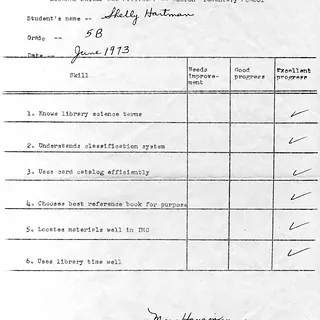 Student's name -- Shelly Hartman
Grade -- 5B
Date -- June 1973
Skill Needs improve-ment Good progress Excellent progress
1. Knows library science terms ✓
2. Understands classification system ✓
3. Uses card catalog efficiently ✓
4. Chooses best reference book for purpose ✓
5. Locates materials well in IMC ✓
6. Uses library time well ✓